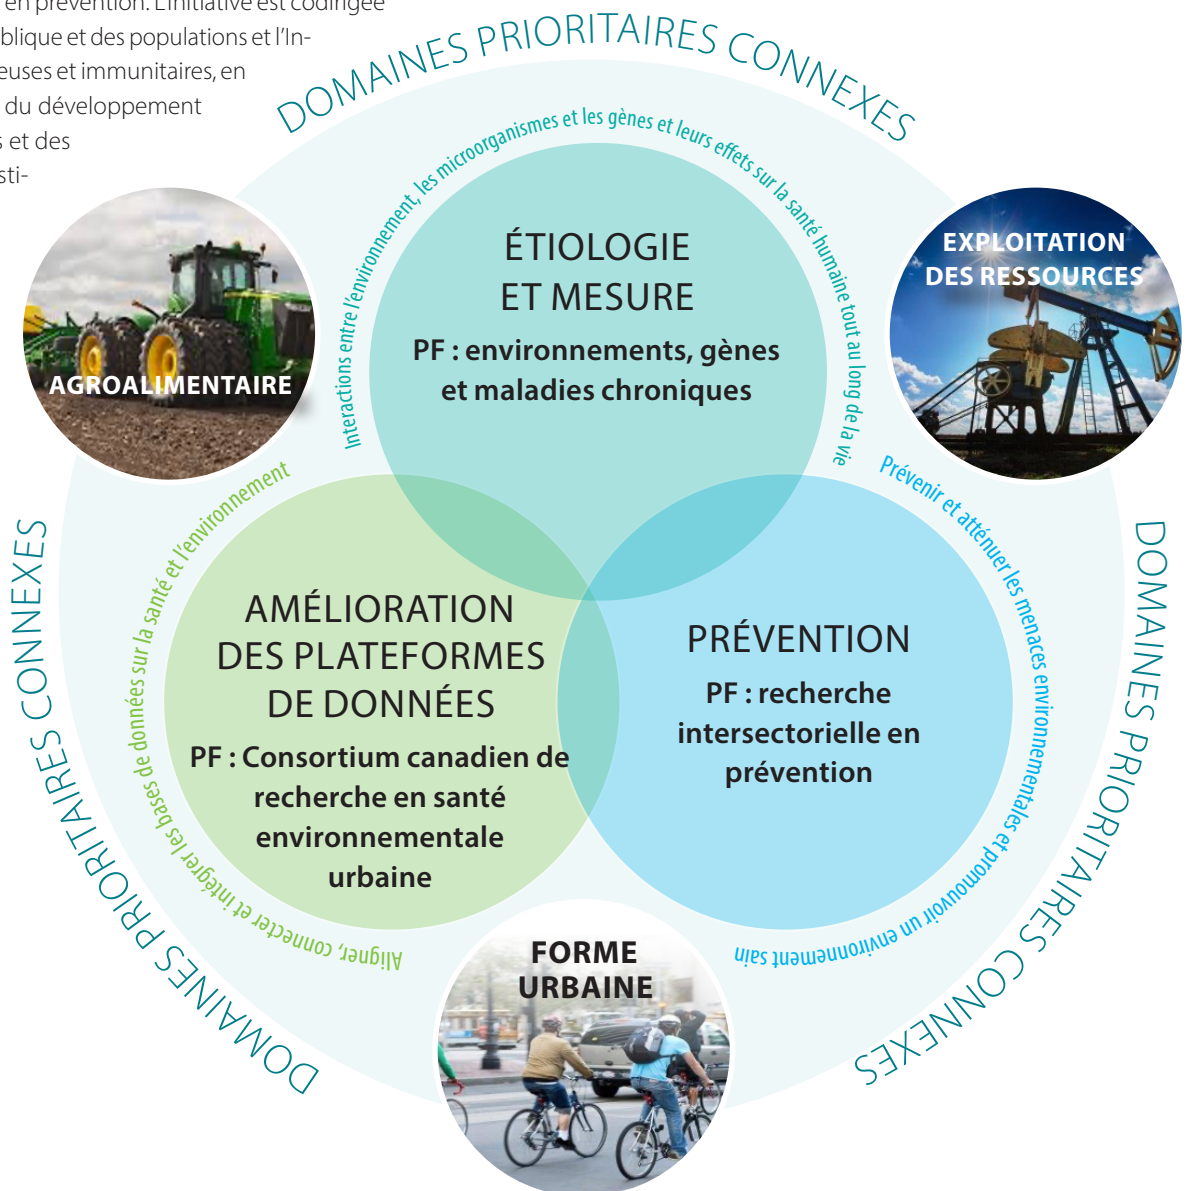 en prévention. L'initiative est codirigée
blique et des populations et l'In-
euses et immunitaires, en
du développement
s et des
sti-
DOMAINES PRIORITAIRES CONNEXES
Interactions entre l'environnement, les microorganismes et les gènes et leurs effets sur la santé humaine tout au long de la vie
ÉTIOLOGIE
ET MESURE
PF : environnements, gènes
et maladies chroniques
AGROALIMENTAIRE
EXPLOITATION
DES RESSOURCES
DOMAINES PRIORITAIRES CONNEXES
Aligner, connecter et intégrer les bases de données sur la santé et l'environnement
AMÉLIORATION
DES PLATEFORMES
DE DONNÉES
PF : Consortium canadien de
recherche en santé
environnementale
urbaine
PRÉVENTION
PF : recherche
intersectorielle en
prévention
Prévenir et atténuer les menaces environnementales et promouvoir un environnement sain
DOMAINES PRIORITAIRES CONNEXES
FORME
URBAINE